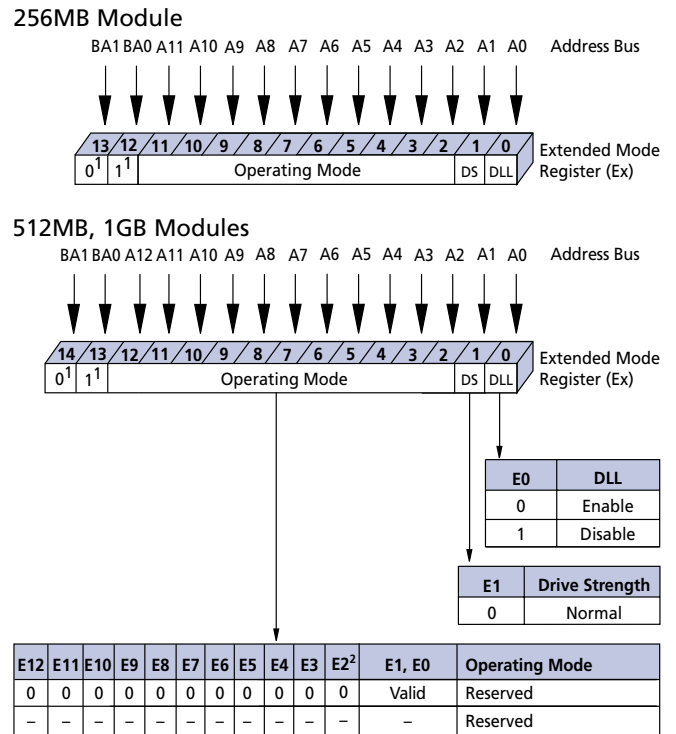 256MB Module
BA1 BA0 A11 A10 A9 A8 A7 A6 A5 A4 A3 A2 A1 A0 Address Bus
13 12 11 10 9 8 7 6 5 4 3 2 1 0
0¹ 1¹ Operating Mode DS DLL
Extended Mode
Register (Ex)
512MB, 1GB Modules
BA1 BA0 A12 A11 A10 A9 A8 A7 A6 A5 A4 A3 A2 A1 A0 Address Bus
14 13 12 11 10 9 8 7 6 5 4 3 2 1 0
0¹ 1¹ Operating Mode DS DLL
Extended Mode
Register (Ex)
E0 DLL
0 Enable
1 Disable
E1 Drive Strength
0 Normal
E12 E11 E10 E9 E8 E7 E6 E5 E4 E3 E2² E1, E0 Operating Mode
0 0 0 0 0 0 0 0 0 0 0 Valid Reserved
– – – – – – – – – – – – Reserved